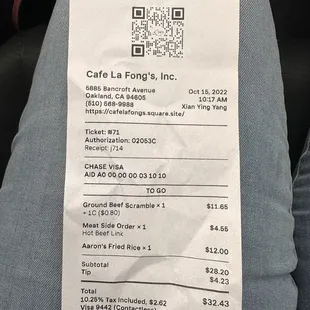 Cafe La Fong's, Inc.
5885 Bancroft Avenue
Oakland, CA 94605
(510) 568-9988
https://cafelafongs.square.site/
Oct 15, 2022
10:17 AM
Xian Ying Yang
Ticket: #71
Authorization: 02053C
Receipt: j714
CHASE VISA
AID A0 00 00 00 03 10 10
TO GO
Ground Beef Scramble × 1 $11.65
+ 1C ($0.80)
Meat Side Order × 1 $4.55
Hot Beef Link
Aaron's Fried Rice × 1 $12.00
Subtotal $28.20
Tip $4.23
Total $32.43
10.25% Tax Included, $2.62
Visa 9442 (Contactless)